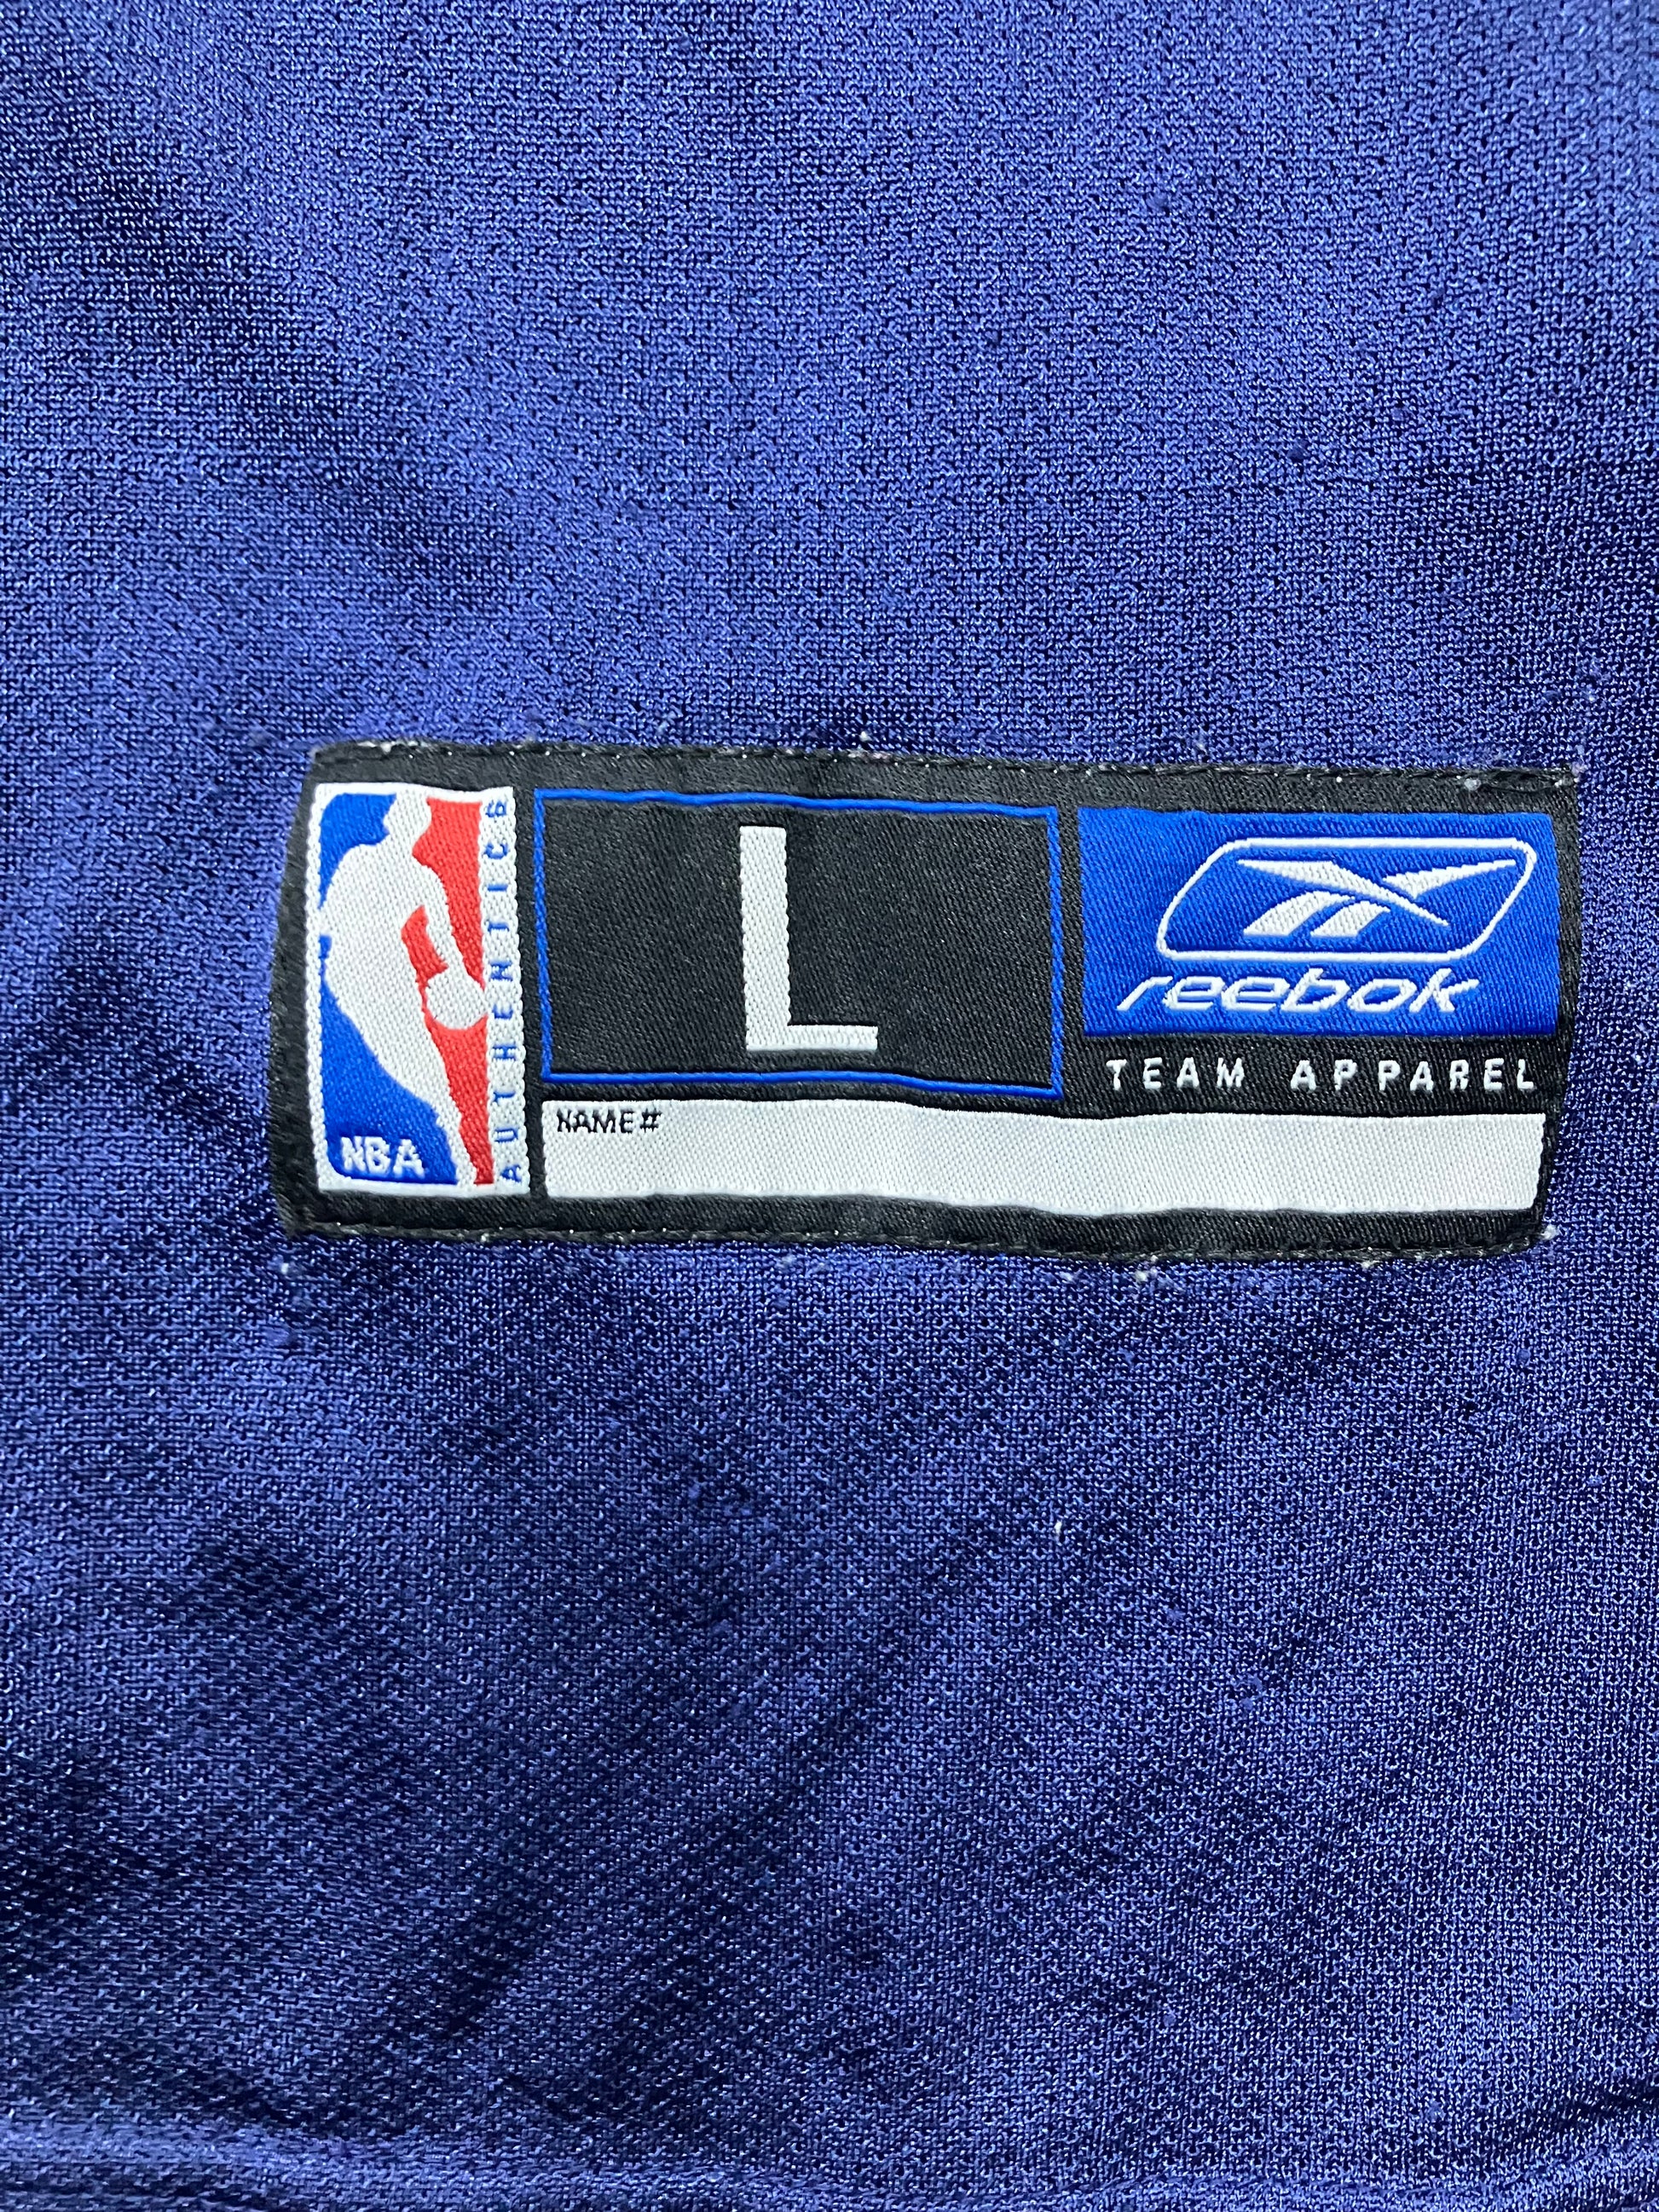 NBA
AUTHENTICS
L
reebok
TEAM APPAREL
NAME#